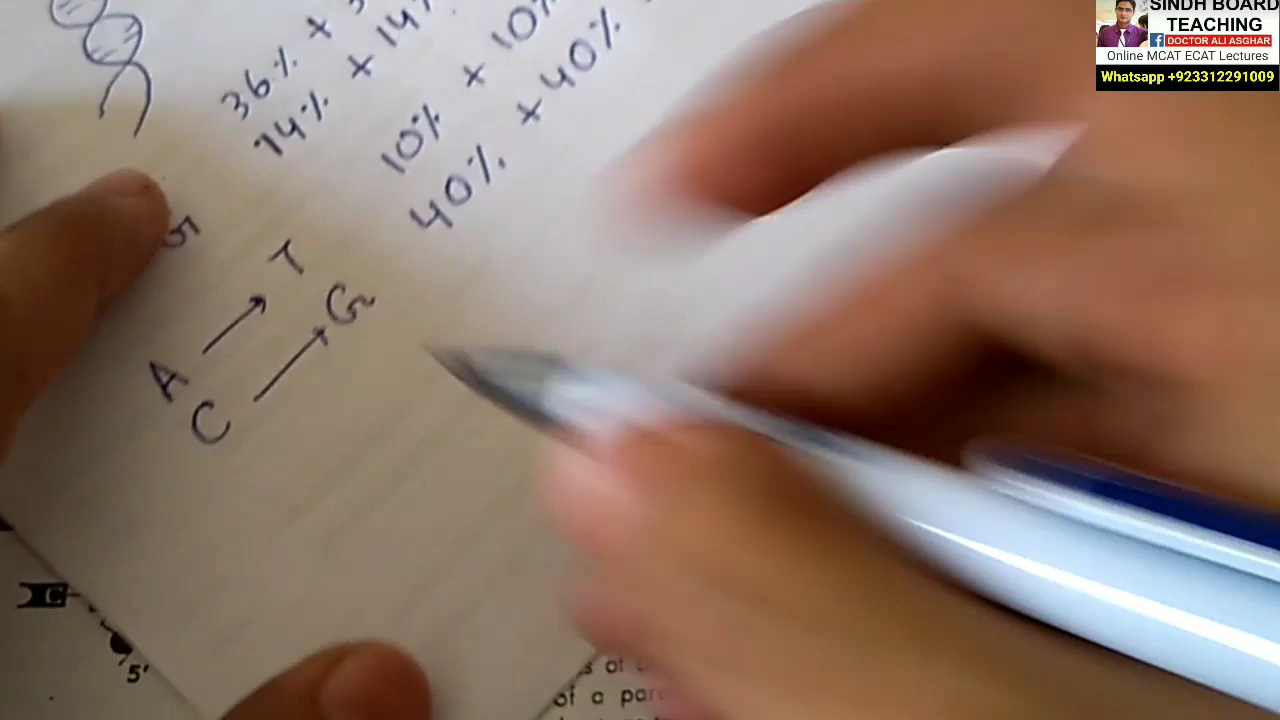 SINDH BOARD
TEACHING
DOCTOR ALI ASGHAR
Online MCAT ECAT Lectures
Whatsapp +923312291009
36% +
14% + 14%
10% + 10%
40% + 40%
5
A → T
C → G
C
5'
of a